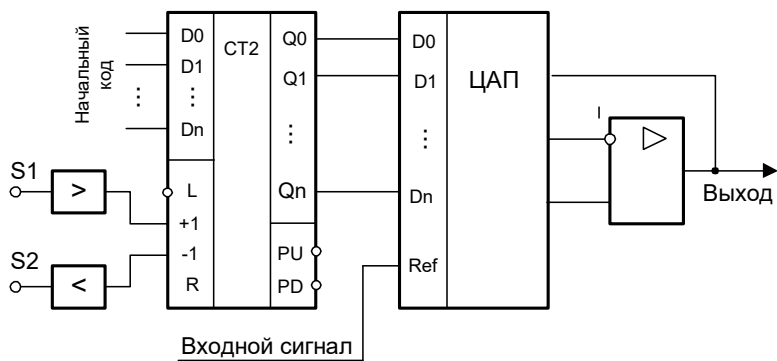 Начальный
код
D0
D1
...
Dn
CT2
Q0
Q1
...
Qn
L
+1
-1
R
PU
PD
S1
>
S2
<
D0
D1
...
Dn
Ref
ЦАП
I
Выход
Входной сигнал